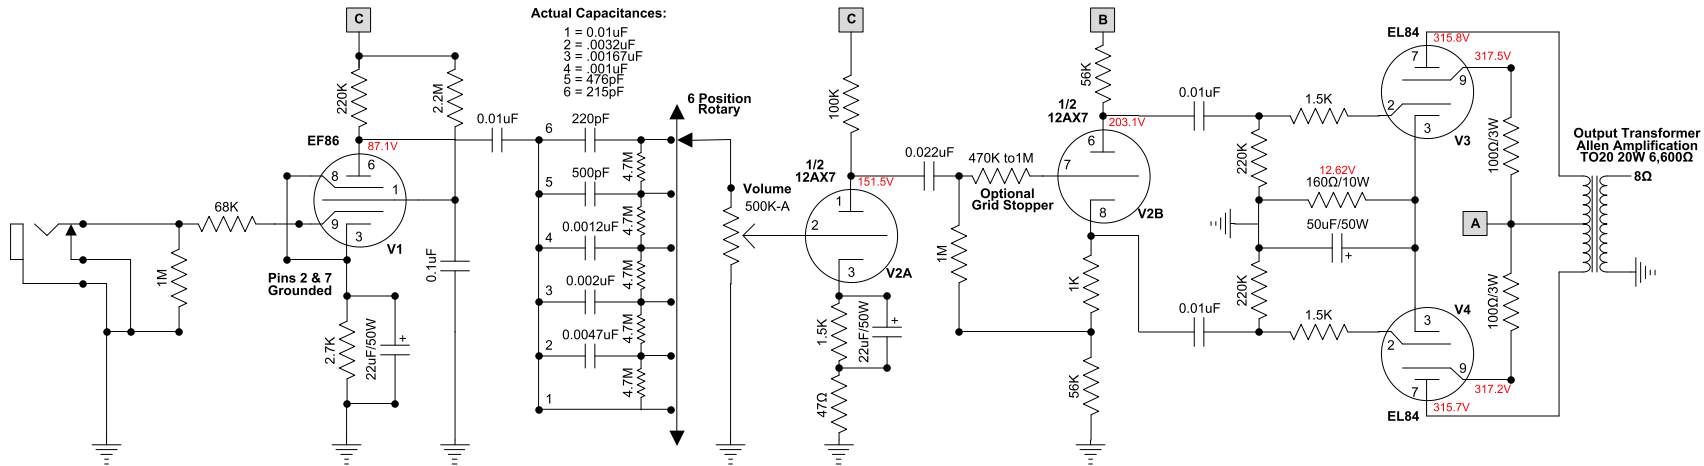 Actual Capacitances:
1 = 0.01uF
2 = .0032uF
3 = .00167uF
4 = .001uF
5 = 476pF
6 = 215pF
C
220K
2.2M
EF86
87.1V
6
8
1
9
3
V1
68K
1M
Pins 2 & 7
Grounded
2.7K
22uF/50W
+
0.1uF
0.01uF
6
220pF
4.7M
5
500pF
4.7M
4
0.0012uF
4.7M
3
0.002uF
4.7M
2
0.0047uF
4.7M
1
6 Position
Rotary
Volume
500K-A
C
100K
1/2
12AX7
151.5V
1
2
3
V2A
1.5K
22uF/50W
+
47Ω
0.022uF
470K to1M
Optional
Grid Stopper
1M
B
56K
1/2
12AX7
203.1V
6
7
8
V2B
1K
56K
0.01uF
0.01uF
220K
220K
1.5K
1.5K
12.62V
160Ω/10W
50uF/50W
+
EL84
315.8V
317.5V
7
9
2
3
V3
100Ω/3W
A
100Ω/3W
V4
3
2
9
7
317.2V
315.7V
EL84
Output Transformer
Allen Amplification
TO20 20W 6,600Ω
8Ω